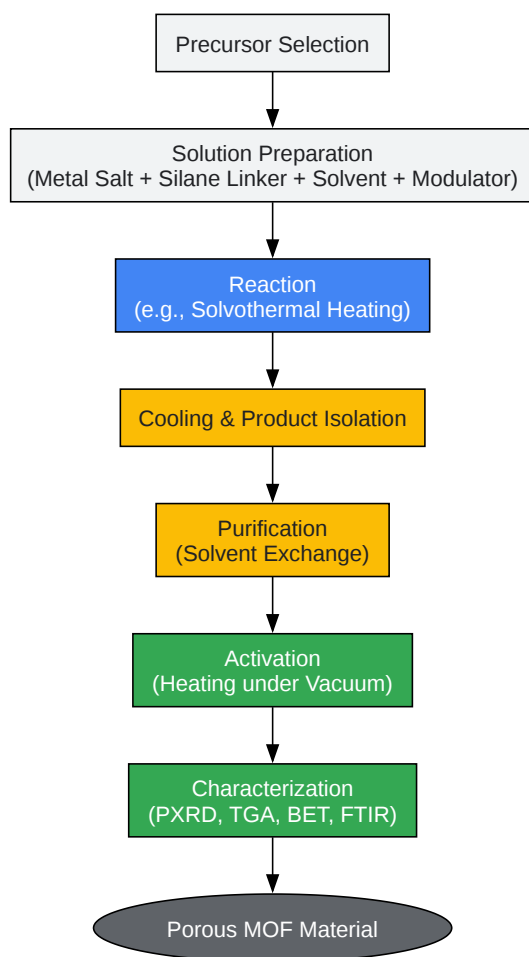 Precursor Selection
Solution Preparation
(Metal Salt + Silane Linker + Solvent + Modulator)
Reaction
(e.g., Solvothermal Heating)
Cooling & Product Isolation
Purification
(Solvent Exchange)
Activation
(Heating under Vacuum)
Characterization
(PXRD, TGA, BET, FTIR)
Porous MOF Material